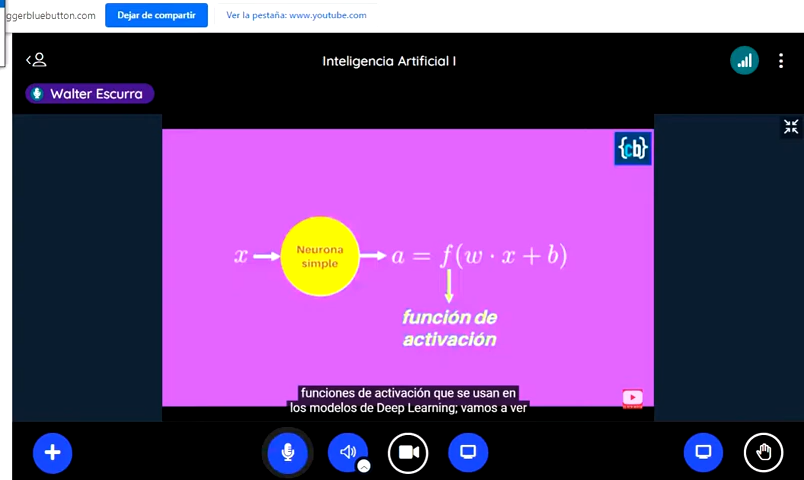 ggerbluebutton.com
Dejar de compartir
Ver la pestaña: www.youtube.com
Inteligencia Artificial I
Walter Escurra
{cb}
x
Neurona
simple
a = f(w · x + b)
función de
activación
funciones de activación que se usan en
los modelos de Deep Learning; vamos a ver